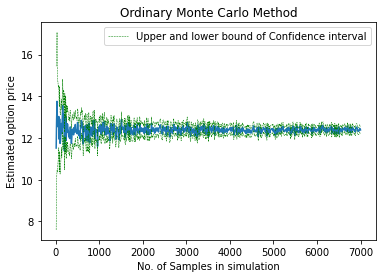 Ordinary Monte Carlo Method
Upper and lower bound of Confidence interval
Estimated option price
16
14
12
10
8
0 1000 2000 3000 4000 5000 6000 7000
No. of Samples in simulation